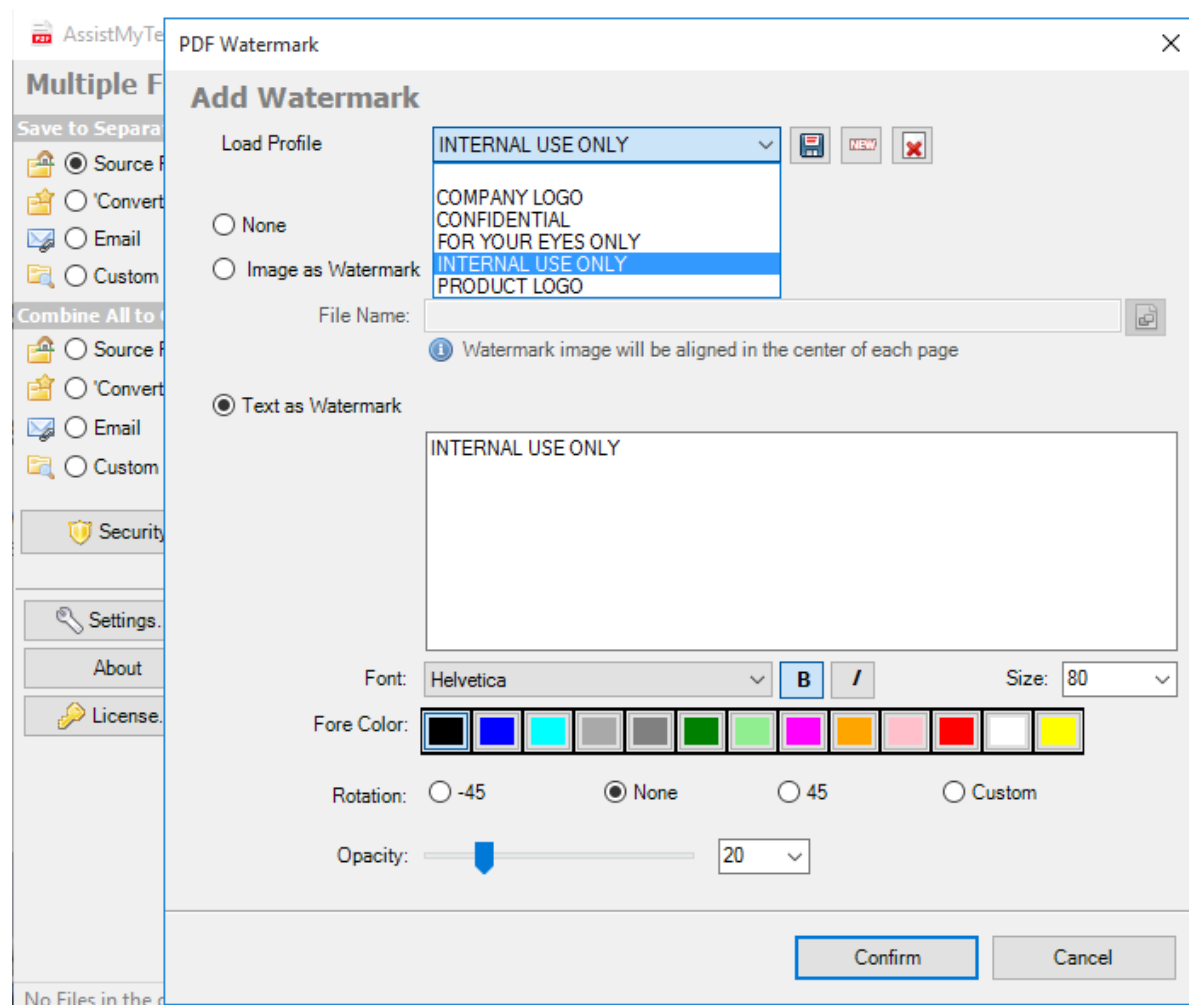 AssistMyTe
PDF Watermark
Multiple F
Add Watermark
Save to Separa
Load Profile
INTERNAL USE ONLY
NEW
Source F
COMPANY LOGO
'Convert
CONFIDENTIAL
None
FOR YOUR EYES ONLY
Email
INTERNAL USE ONLY
Image as Watermark
Custom
PRODUCT LOGO
Combine All to
File Name:
Source F
Watermark image will be aligned in the center of each page
'Convert
Text as Watermark
Email
INTERNAL USE ONLY
Custom
Security
Settings.
About
Font:
Helvetica
B
I
Size:
80
License.
Fore Color:
Rotation:
-45
None
45
Custom
Opacity:
20
Confirm
Cancel
No Files in the